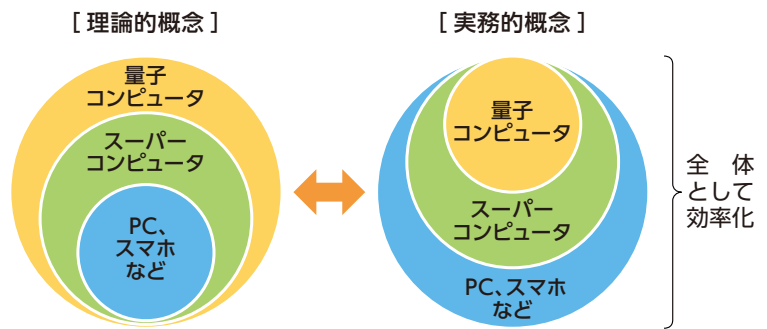 [ 理論的概念 ]
量子
コンピュータ
スーパー
コンピュータ
PC、
スマホ
など
[ 実務的概念 ]
量子
コンピュータ
スーパー
コンピュータ
PC、スマホ
など
全　体
として
効率化